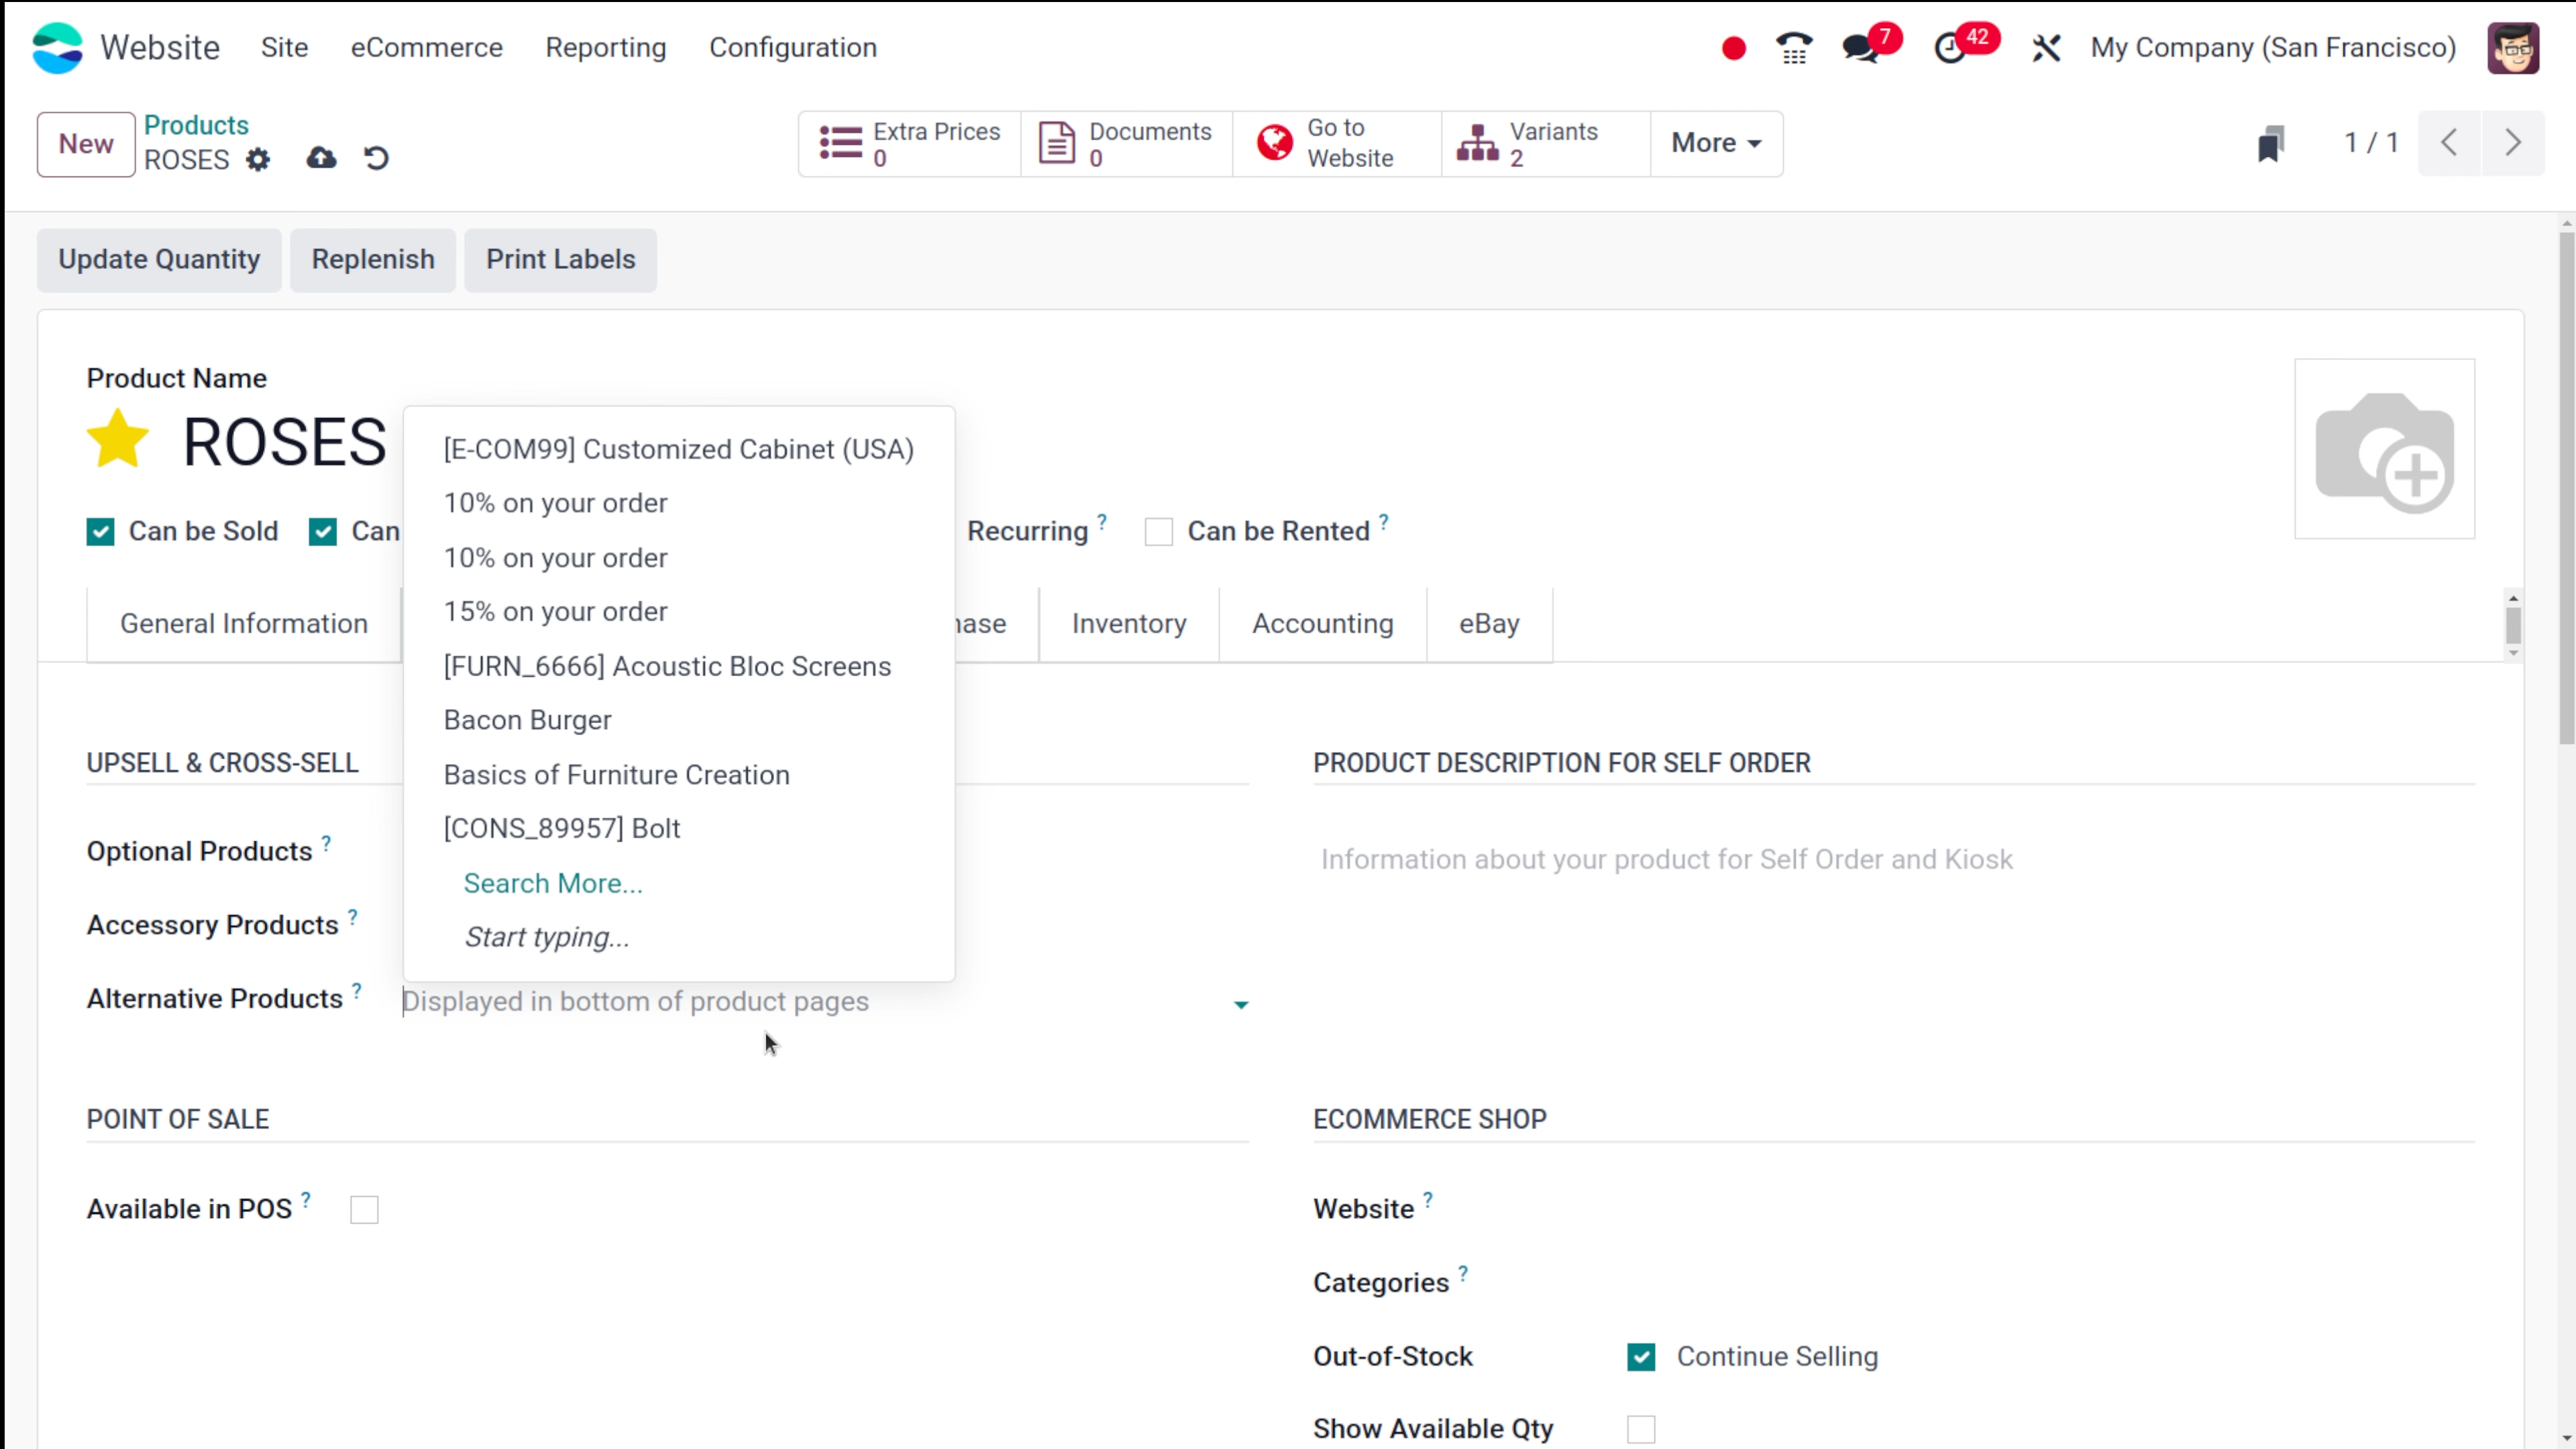 Website Site eCommerce Reporting Configuration 7 42 My Company (San Francisco)
New Products ROSES
Extra Prices 0
Documents 0
Go to Website
Variants 2
More
1 / 1
Update Quantity Replenish Print Labels
Product Name
ROSES
[E-COM99] Customized Cabinet (USA)
10% on your order
10% on your order
15% on your order
[FURN_6666] Acoustic Bloc Screens
Bacon Burger
Basics of Furniture Creation
[CONS_89957] Bolt
Search More...
Start typing...
Can be Sold Can Recurring ? Can be Rented ?
General Information hase Inventory Accounting eBay
UPSELL & CROSS-SELL
Optional Products ?
Accessory Products ?
Alternative Products ? Displayed in bottom of product pages
PRODUCT DESCRIPTION FOR SELF ORDER
Information about your product for Self Order and Kiosk
POINT OF SALE
Available in POS ?
ECOMMERCE SHOP
Website ?
Categories ?
Out-of-Stock Continue Selling
Show Available Qty